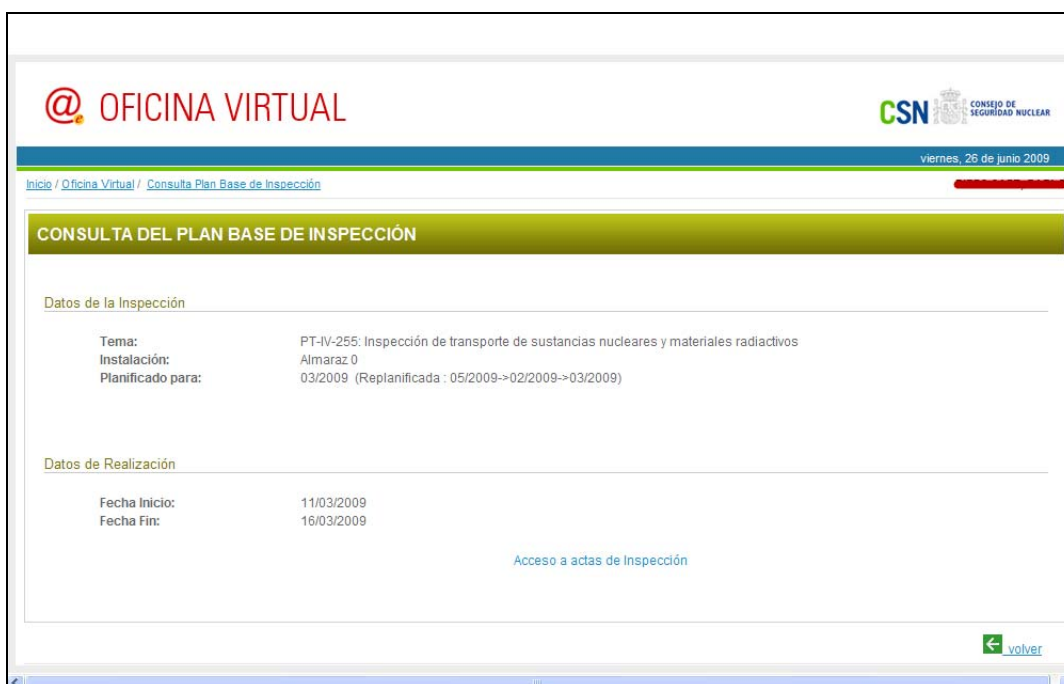 @ OFICINA VIRTUAL
CSN CONSEJO DE
SEGURIDAD NUCLEAR
viernes, 26 de junio 2009
Inicio / Oficina Virtual / Consulta Plan Base de Inspección
CONSULTA DEL PLAN BASE DE INSPECCIÓN
Datos de la Inspección
Tema: PT-IV-255: Inspección de transporte de sustancias nucleares y materiales radiactivos
Instalación: Almaraz 0
Planificado para: 03/2009 (Replanificada : 05/2009->02/2009->03/2009)
Datos de Realización
Fecha Inicio: 11/03/2009
Fecha Fin: 16/03/2009
Acceso a actas de Inspección
volver